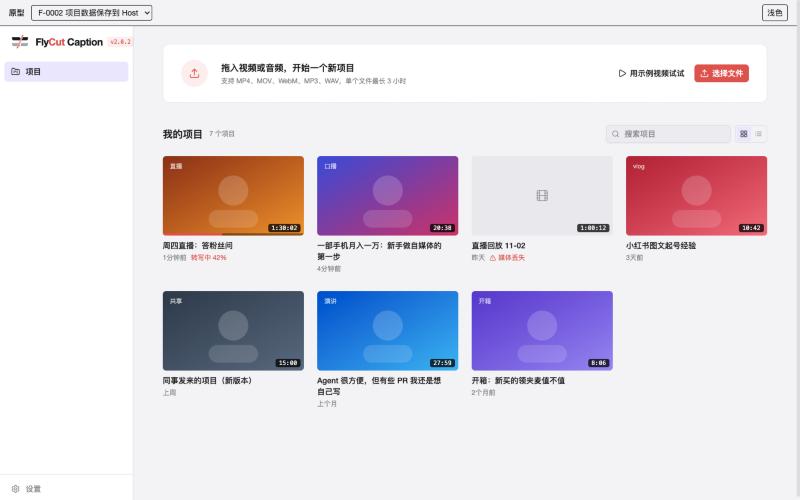 原型
F-0002 项目数据保存到 Host
浅色
FlyCut Caption
v2.0.2
项目
拖入视频或音频，开始一个新项目
支持 MP4、MOV、WebM、MP3、WAV，单个文件最长 3 小时
用示例视频试试
选择文件
我的项目
7 个项目
搜索项目
直播
1:30:02
周四直播：答粉丝问
1分钟前 转写中 42%
口播
20:38
一部手机月入一万：新手做自媒体的
第一步
4分钟前
1:00:12
直播回放 11-02
昨天 媒体丢失
vlog
10:42
小红书图文起号经验
3天前
共享
15:00
同事发来的项目（新版本）
上周
演讲
27:59
Agent 很方便，但有些 PR 我还是想
自己写
上个月
开箱
8:06
开箱：新买的领夹麦值不值
2个月前
设置